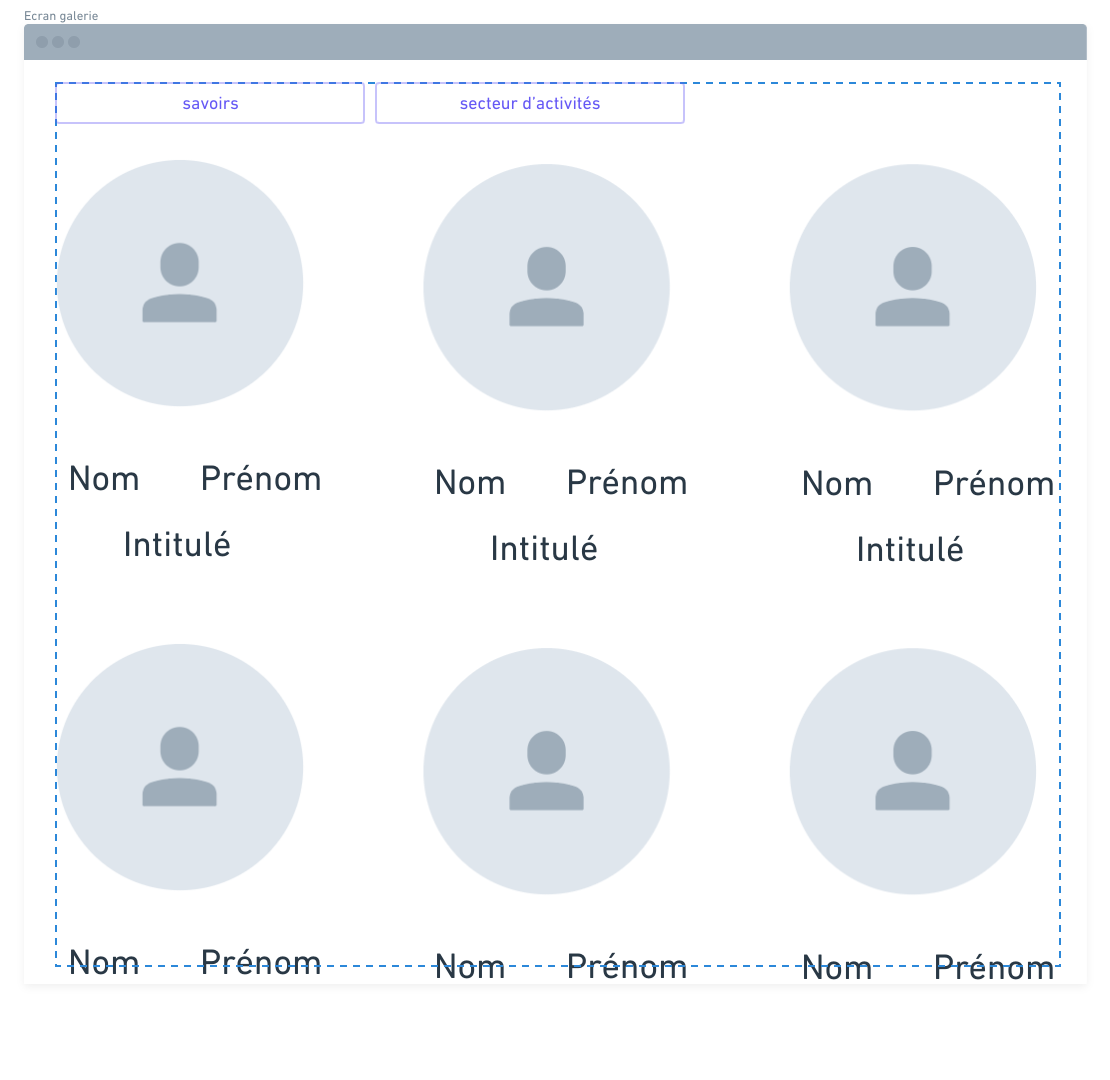 Ecran galerie
savoirs secteur d'activités
Nom Prénom Nom Prénom Nom Prénom
Intitulé Intitulé Intitulé
Nom Prénom Nom Prénom Nom Prénom